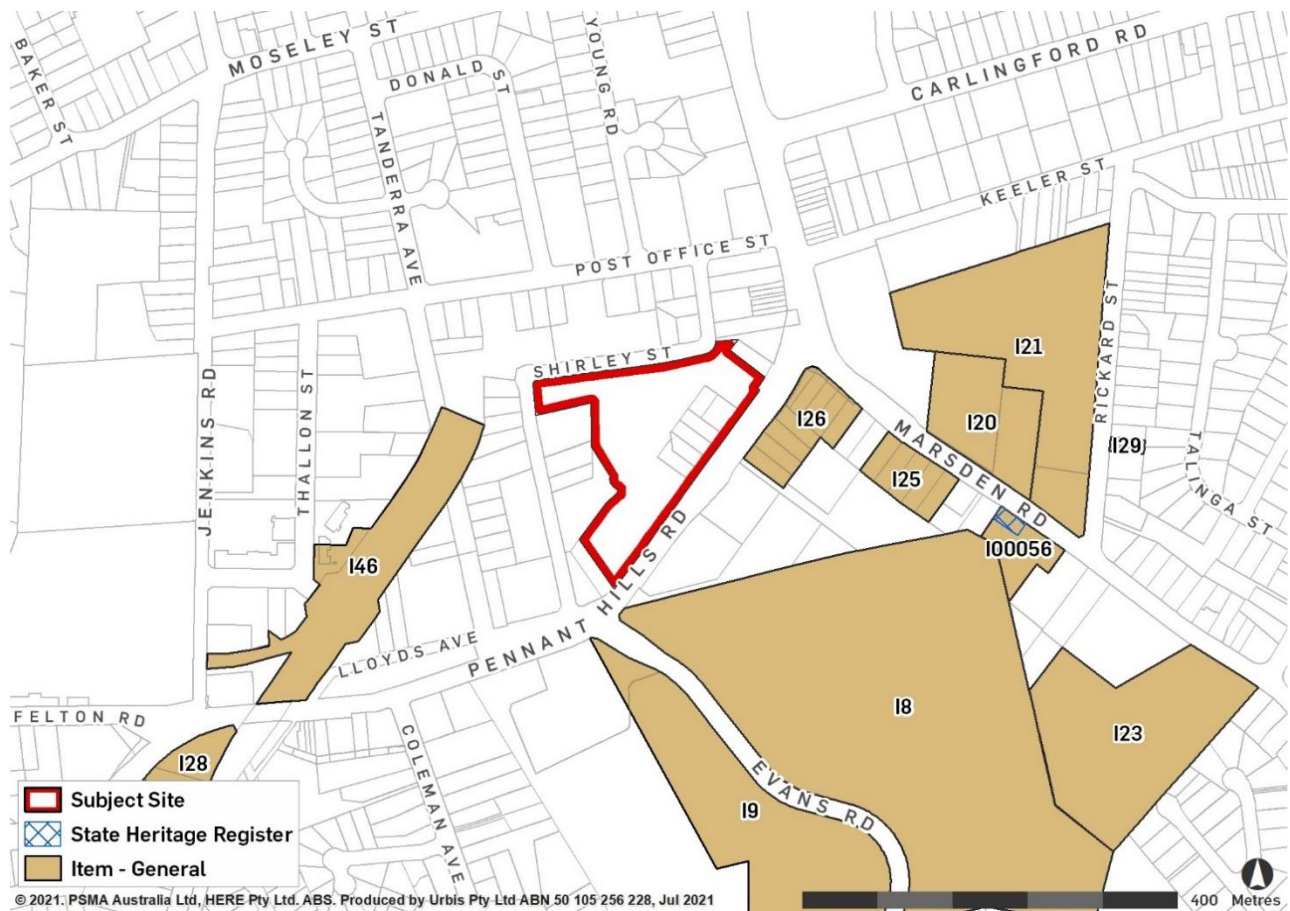 BAKER ST
MOSELEY ST
DONALD ST
YOUNG RD
CARLINGFORD RD
TANDERRA AVE
KEELER ST
POST OFFICE ST
RICKARD ST
I21
SHIRLEY ST
JENKINS RD
THALLON ST
I26
MARSDEN RD
I20
I29
TALINGA ST
I25
I00056
I46
PENNANT HILLS RD
LLOYDS AVE
FELTON RD
COLEMAN AVE
I8
I23
I28
EVANS RD
I9
Subject Site
State Heritage Register
Item - General
© 2021. PSMA Australia Ltd, HERE Pty Ltd. ABS. Produced by Urbis Pty Ltd ABN 50 105 256 228, Jul 2021
400 Metres